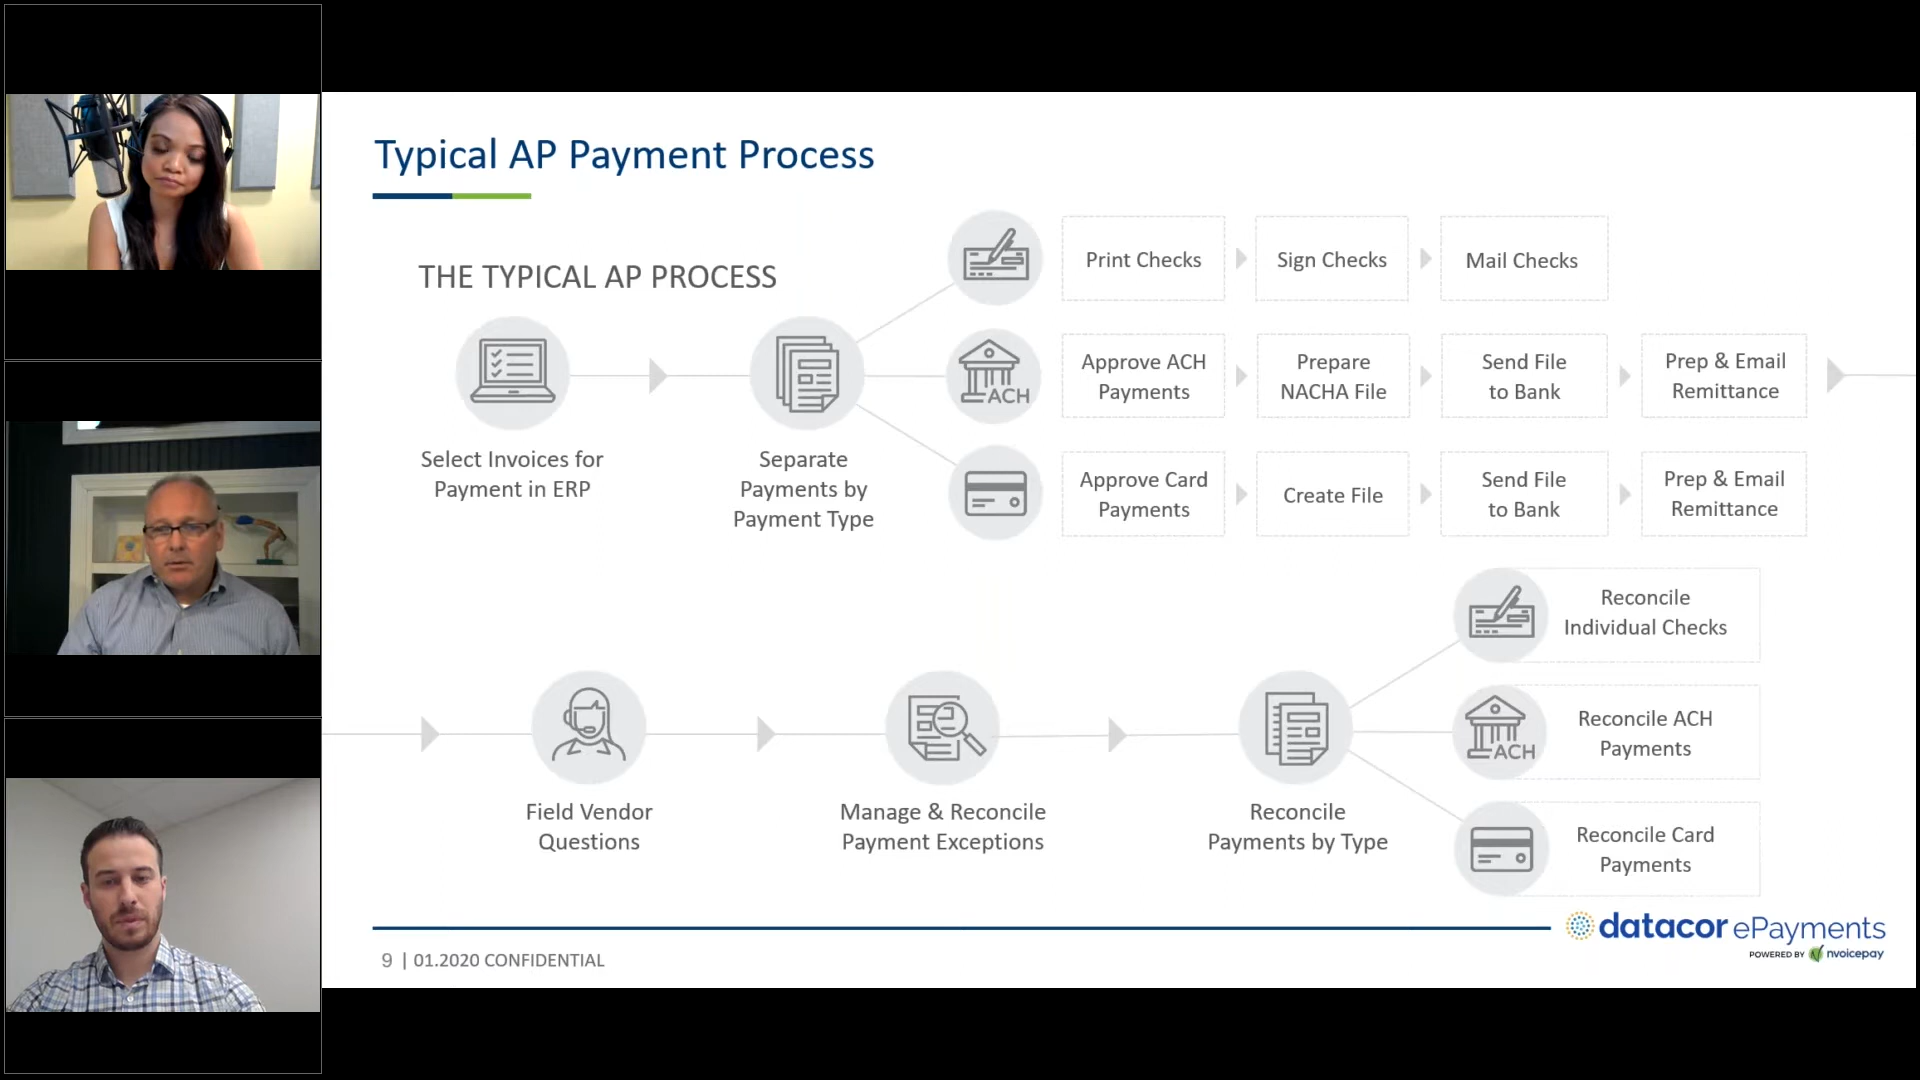 Typical AP Payment Process
THE TYPICAL AP PROCESS
Select Invoices for
Payment in ERP
Separate
Payments by
Payment Type
Print Checks
Sign Checks
Mail Checks
ACH
Approve ACH
Payments
Prepare
NACHA File
Send File
to Bank
Prep & Email
Remittance
Approve Card
Payments
Create File
Send File
to Bank
Prep & Email
Remittance
Field Vendor
Questions
Manage & Reconcile
Payment Exceptions
Reconcile
Payments by Type
Reconcile
Individual Checks
ACH
Reconcile ACH
Payments
Reconcile Card
Payments
datacor ePayments
POWERED BY nvoicepay
9 | 01.2020 CONFIDENTIAL